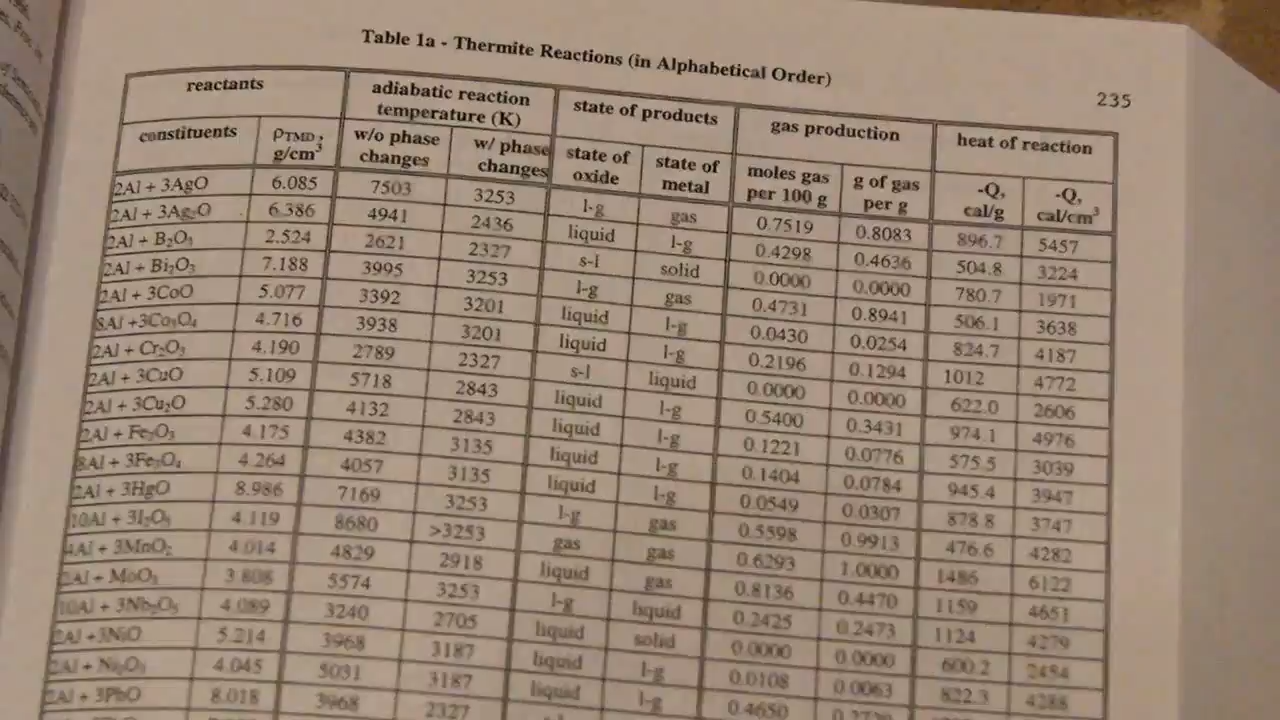 Table 1a - Thermite Reactions (in Alphabetical Order)
235
reactants adiabatic reaction temperature (K) state of products gas production heat of reaction
constituents ρTMD, g/cm³ w/o phase changes w/ phase changes state of oxide state of metal moles gas per 100 g g of gas per g -Q, cal/g -Q, cal/cm³
2Al + 3AgO 6.085 7503 3253 l-g gas 0.7519 0.8083 896.7 5457
2Al + 3Ag₂O 6.386 4941 2436 liquid l-g 0.4298 0.4636 504.8 3224
2Al + B₂O₃ 2.524 2621 2327 s-l solid 0.0000 0.0000 780.7 1971
2Al + Bi₂O₃ 7.188 3995 3253 l-g gas 0.4731 0.8941 506.1 3638
2Al + 3CoO 5.077 3392 3201 liquid l-g 0.0430 0.0254 824.7 4187
8Al +3Co₃O₄ 4.716 3938 3201 liquid l-g 0.2196 0.1294 1012 4772
2Al + Cr₂O₃ 4.190 2789 2327 s-l liquid 0.0000 0.0000 622.0 2606
2Al + 3CuO 5.109 5718 2843 liquid l-g 0.5400 0.3431 974.1 4976
2Al + 3Cu₂O 5.280 4132 2843 liquid l-g 0.1221 0.0776 575.5 3039
2Al + Fe₂O₃ 4.175 4382 3135 liquid l-g 0.1404 0.0784 945.4 3947
8Al + 3Fe₃O₄ 4.264 4057 3135 liquid l-g 0.0549 0.0307 878.8 3747
2Al + 3HgO 8.986 7169 3253 l-g gas 0.5598 0.9913 476.6 4282
10Al + 3I₂O₅ 4.119 8680 >3253 gas gas 0.6293 1.0000 1486 6122
4Al + 3MnO₂ 4.014 4829 2918 liquid gas 0.8136 0.4470 1159 4651
2Al + MoO₃ 3.808 5574 3253 l-g liquid 0.2425 0.2473 1124 4279
10Al + 3Nb₂O₅ 4.089 3240 2705 liquid solid 0.0000 0.0000 600.2 2454
2Al +3NiO 5.214 3968 3187 liquid l-g 0.0108 0.0063 822.3 4288
2Al + Ni₂O₃ 4.045 5031 3187 liquid l-g 0.4650
2Al + 3PbO 8.018 3968 2327